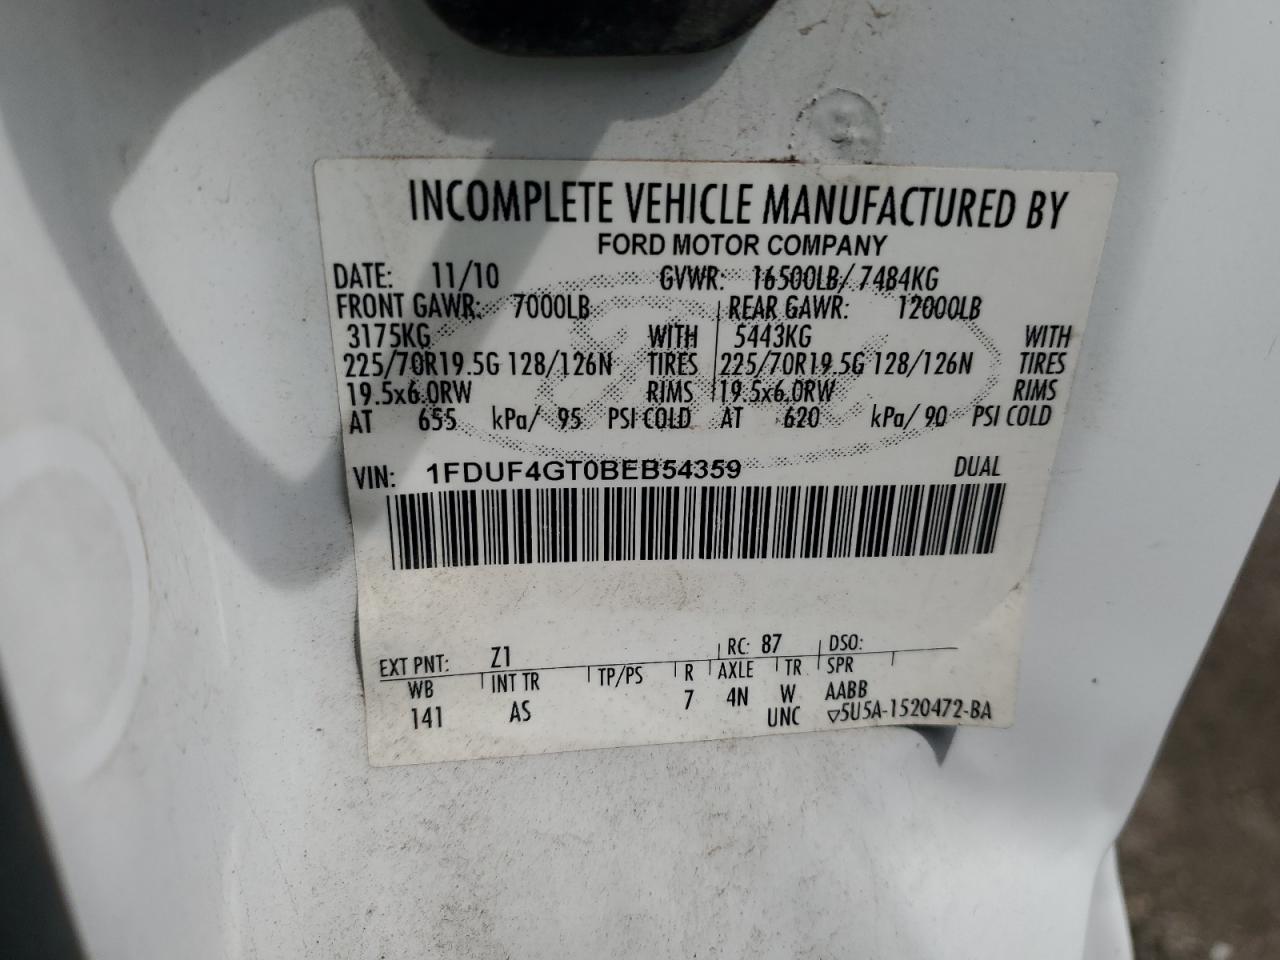 INCOMPLETE VEHICLE MANUFACTURED BY
FORD MOTOR COMPANY
DATE: 11/10 GVWR: 16500LB/ 7484KG
FRONT GAWR: 7000LB REAR GAWR: 12000LB
3175KG WITH 5443KG WITH
225/70R19.5G 128/126N TIRES 225/70R19.5G 128/126N TIRES
19.5x6.0RW RIMS 19.5x6.0RW RIMS
AT 655 kPa/ 95 PSI COLD AT 620 kPa/ 90 PSI COLD
VIN: 1FDUF4GT0BEB54359 DUAL
EXT PNT: Z1 RC: 87 DSO:
WB INT TR TP/PS R AXLE TR SPR
141 AS 7 4N W AABB
UNC ▽5U5A-1520472-BA